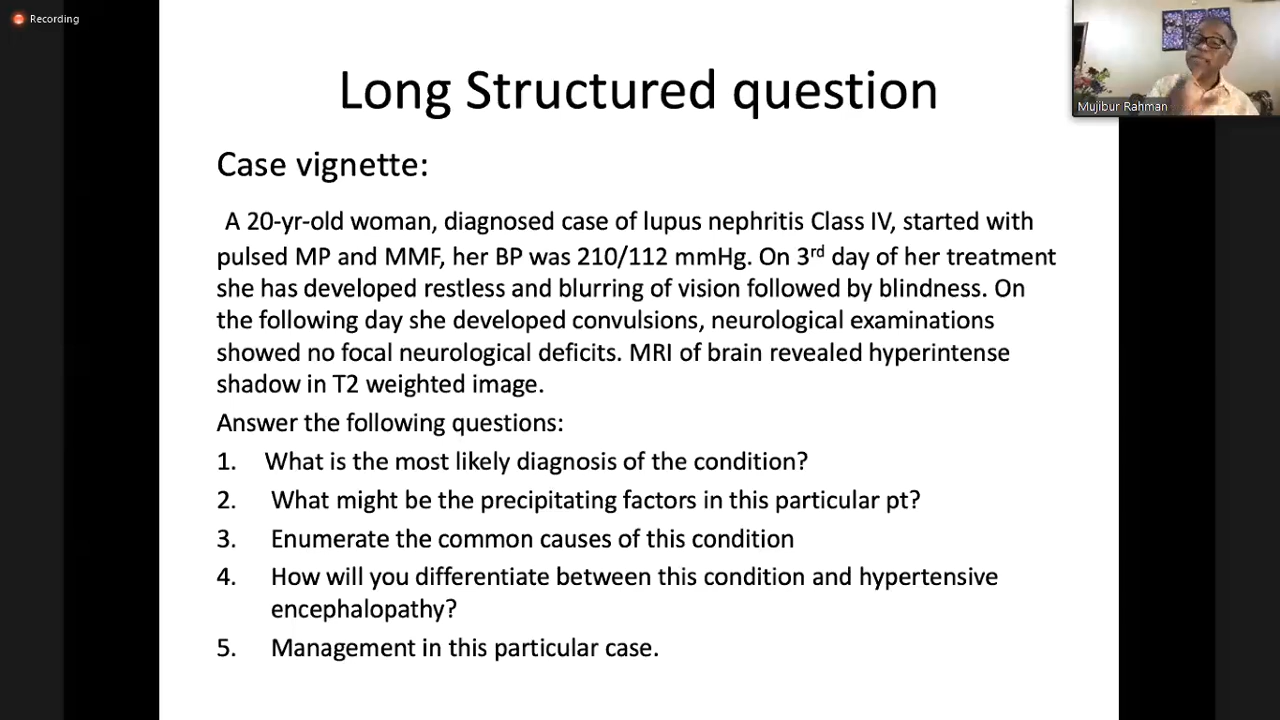 Recording
Long Structured question
Mujibur Rahman
Case vignette:
A 20-yr-old woman, diagnosed case of lupus nephritis Class IV, started with
pulsed MP and MMF, her BP was 210/112 mmHg. On 3rd day of her treatment
she has developed restless and blurring of vision followed by blindness. On
the following day she developed convulsions, neurological examinations
showed no focal neurological deficits. MRI of brain revealed hyperintense
shadow in T2 weighted image.
Answer the following questions:
1. What is the most likely diagnosis of the condition?
2. What might be the precipitating factors in this particular pt?
3. Enumerate the common causes of this condition
4. How will you differentiate between this condition and hypertensive
encephalopathy?
5. Management in this particular case.